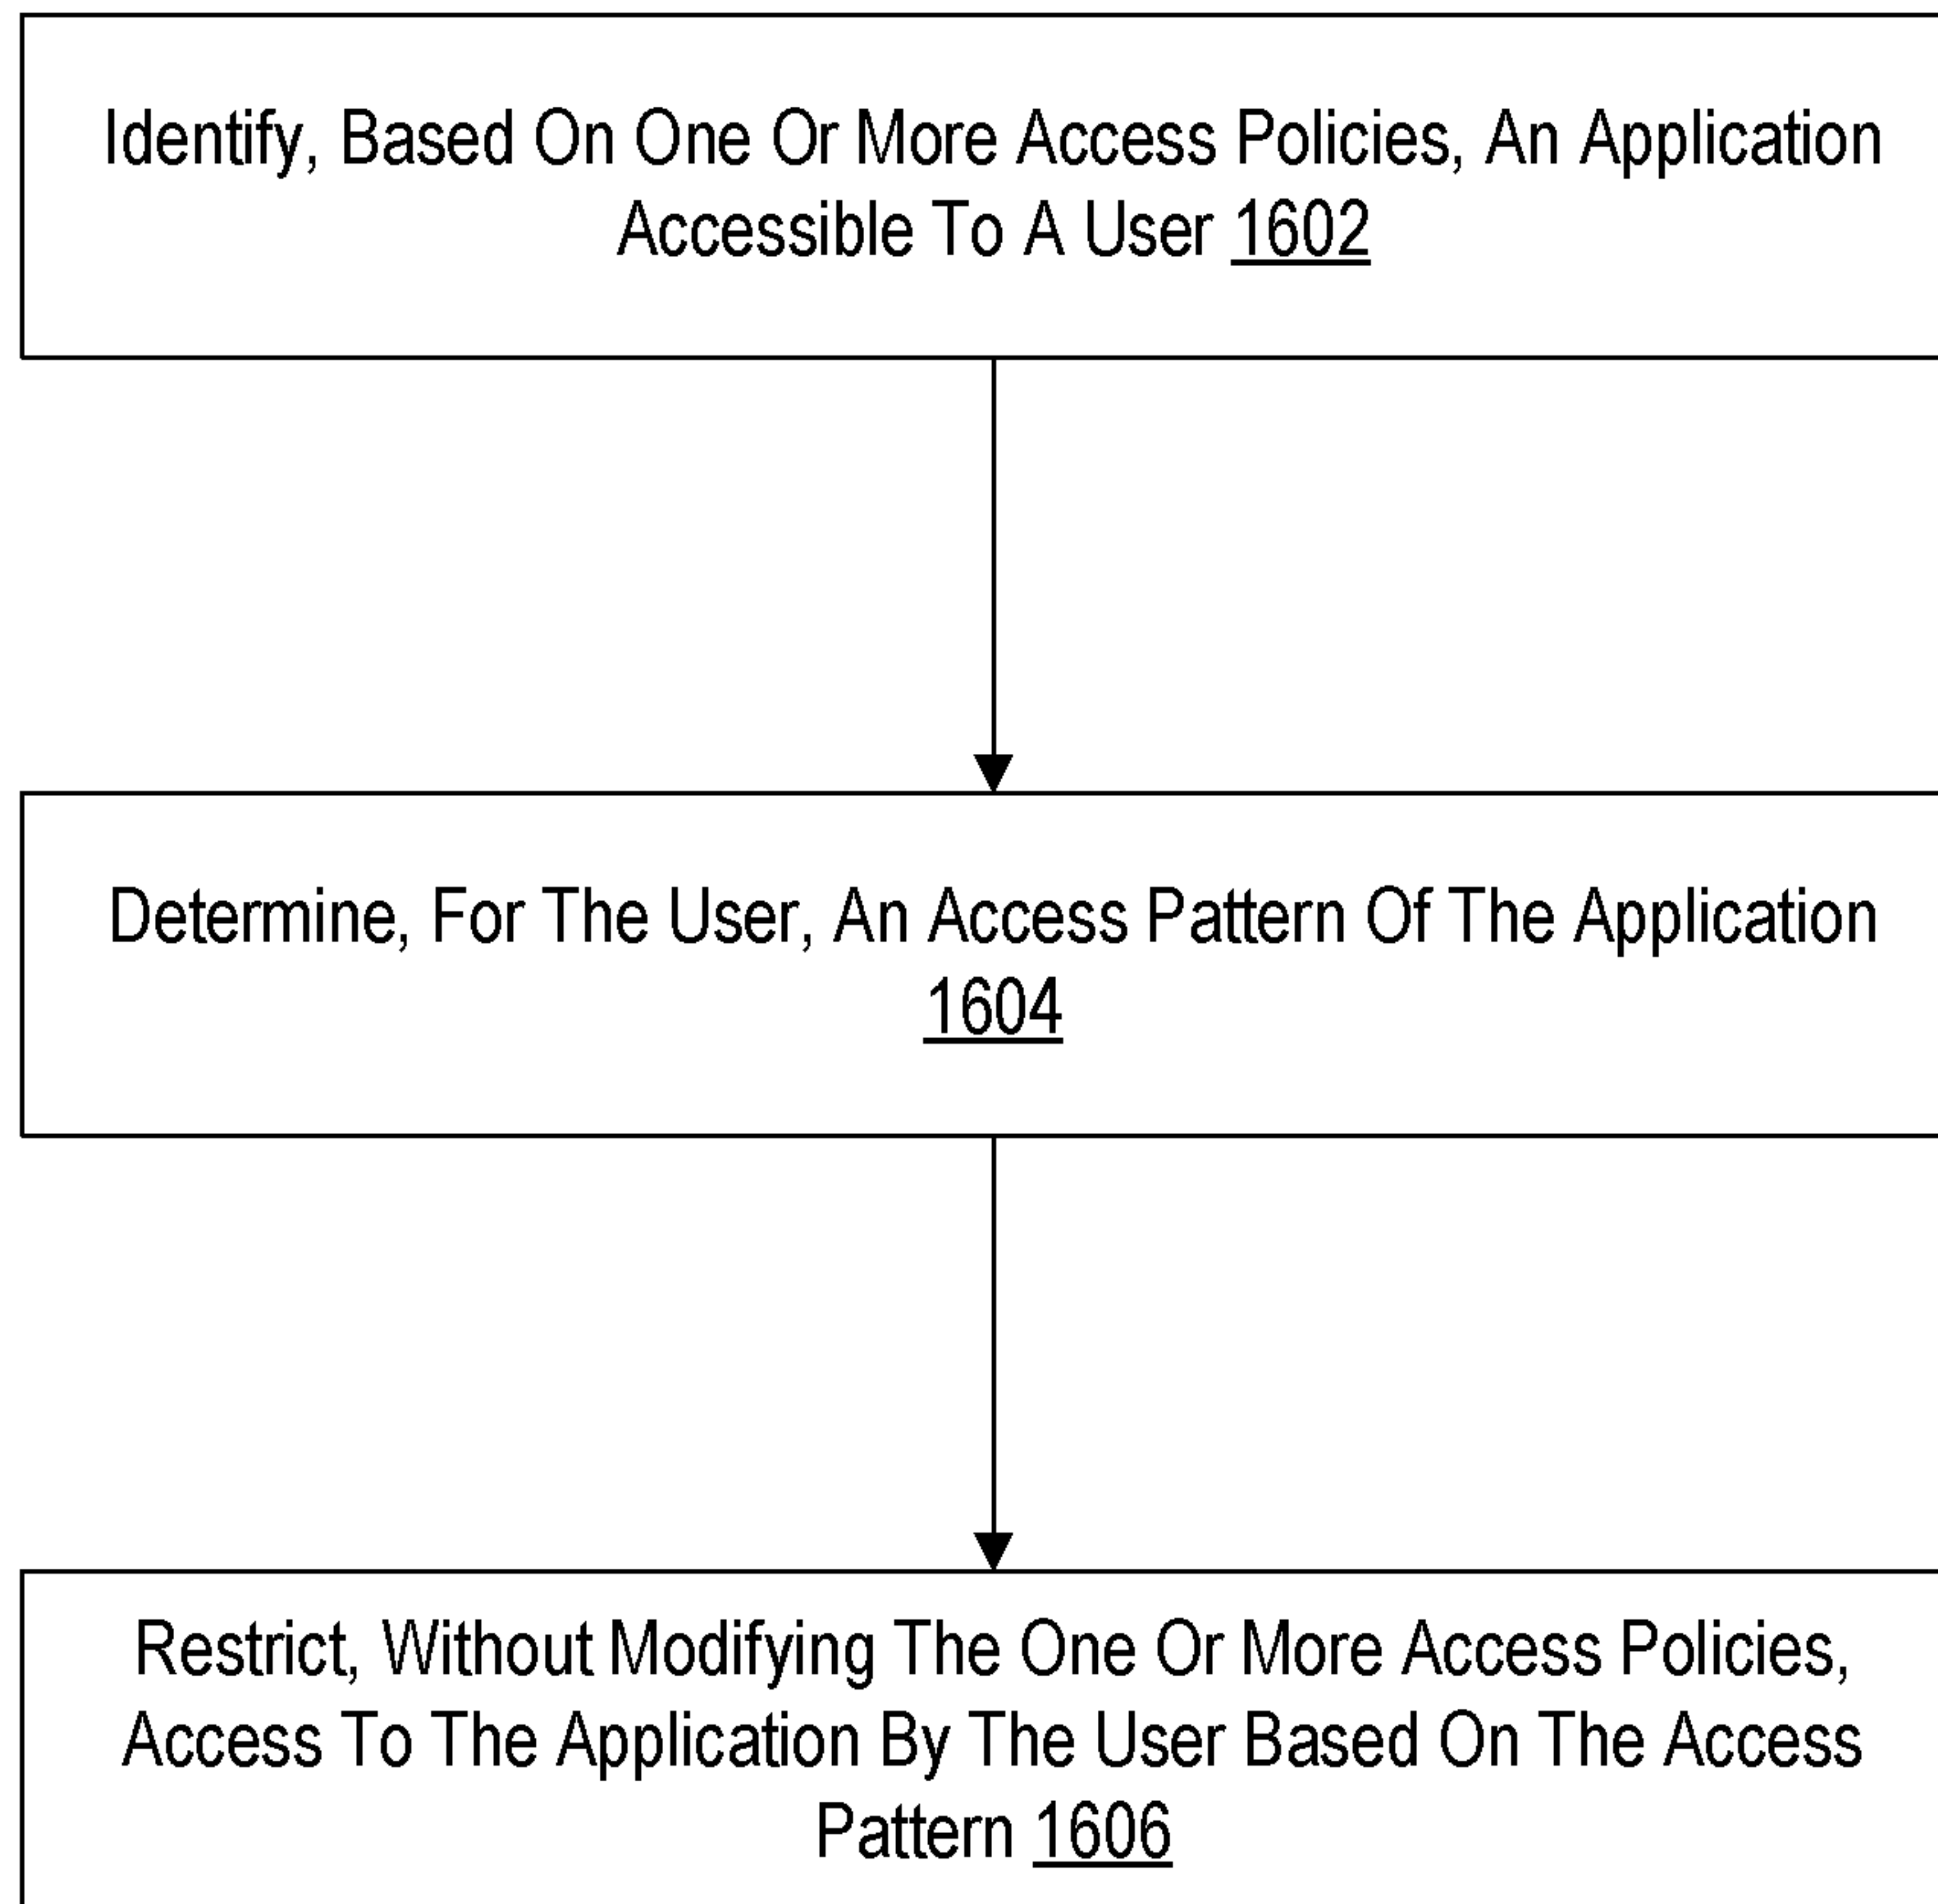 Identify, Based On One Or More Access Policies, An Application
Accessible To A User 1602
Determine, For The User, An Access Pattern Of The Application
1604
Restrict, Without Modifying The One Or More Access Policies,
Access To The Application By The User Based On The Access
Pattern 1606